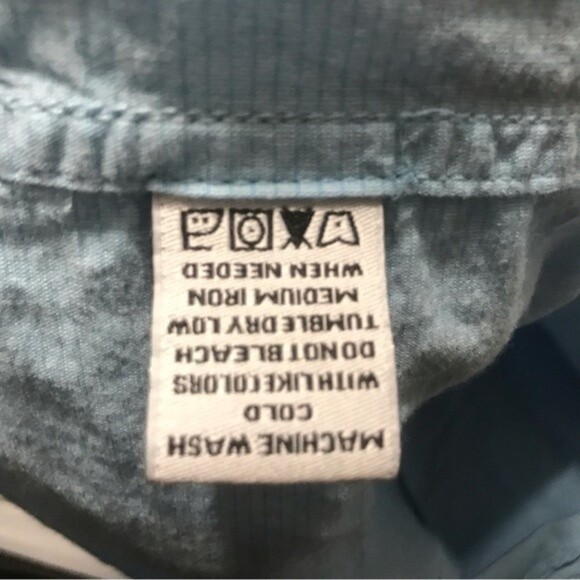 MACHINE WASH
COLD
WITH LIKE COLORS
DO NOT BLEACH
TUMBLE DRY LOW
MEDIUM IRON
WHEN NEEDED